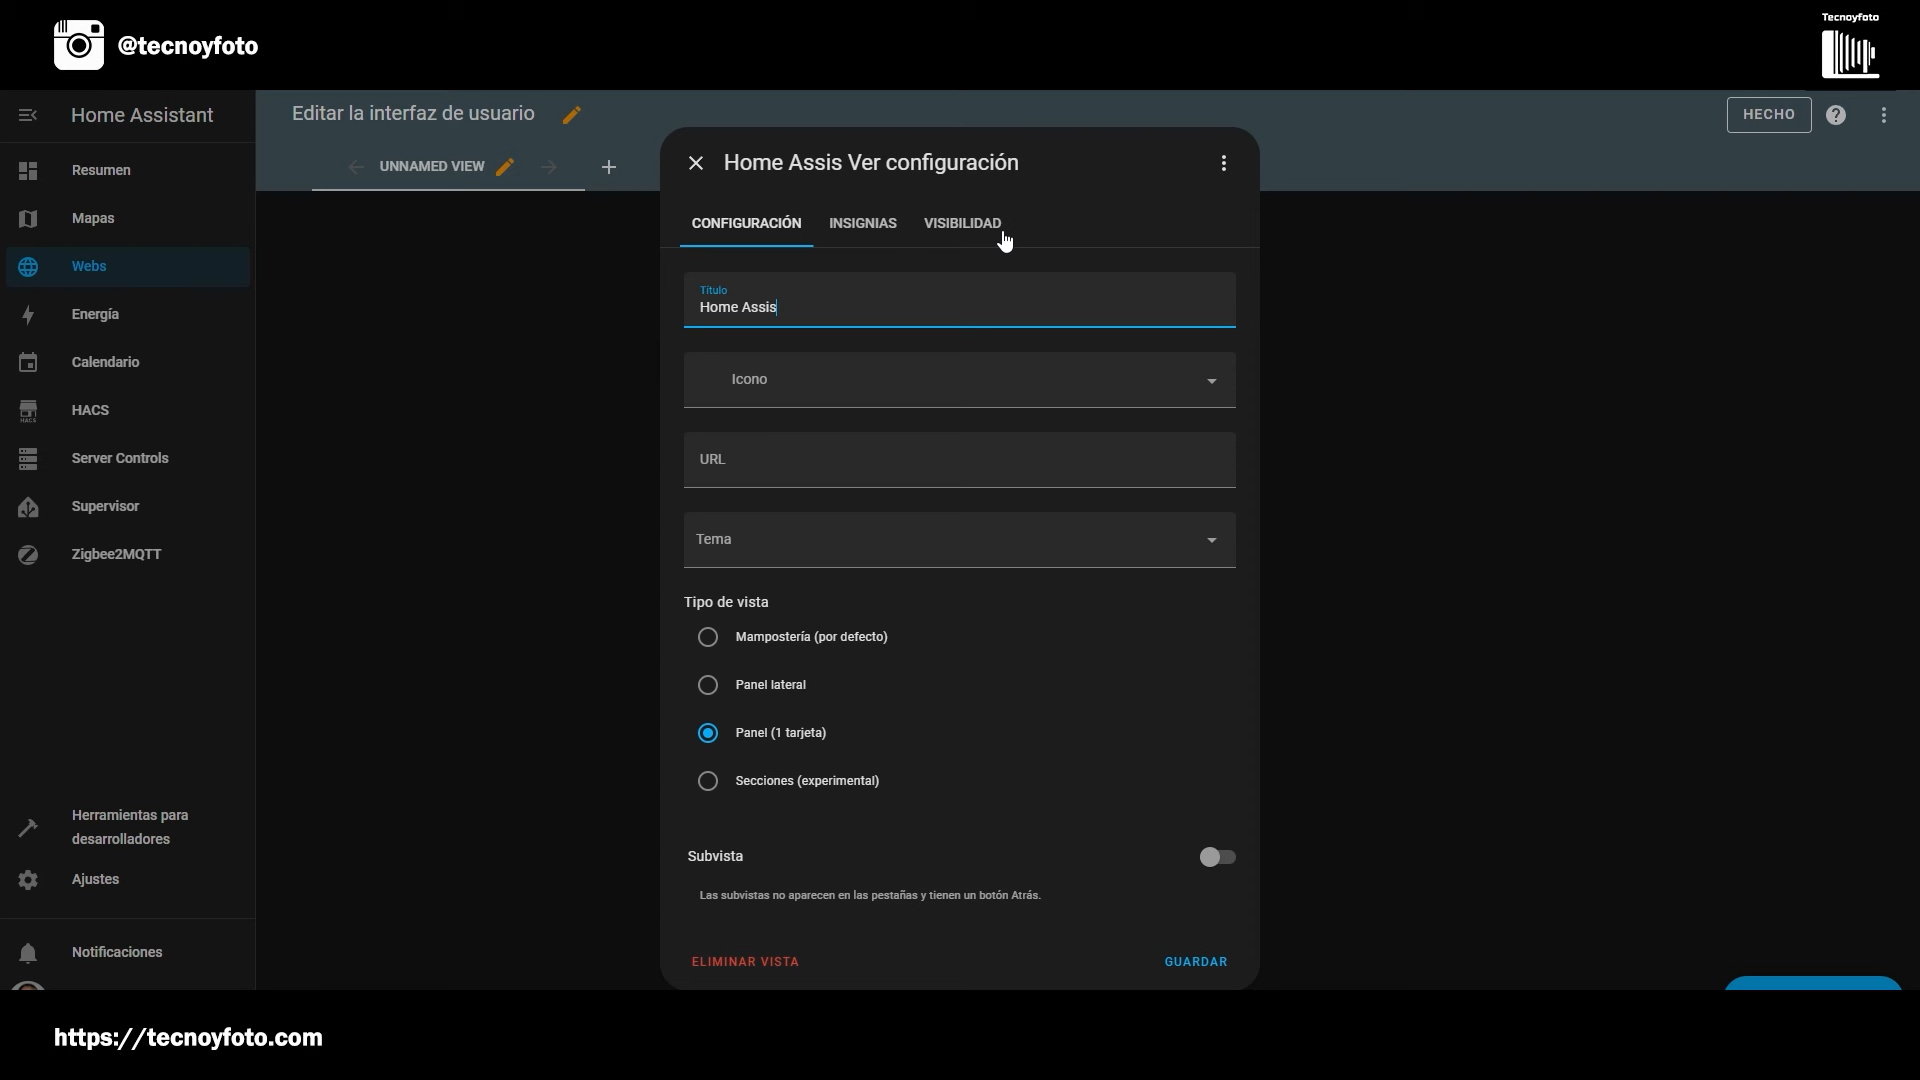 @tecnoyfoto
Tecnoyfoto
Home Assistant
Editar la interfaz de usuario
HECHO
UNNAMED VIEW
Resumen
Mapas
Webs
Energía
Calendario
HACS
HACS
Server Controls
Supervisor
Zigbee2MQTT
Herramientas para
desarrolladores
Ajustes
Notificaciones
Home Assis Ver configuración
CONFIGURACIÓN
INSIGNIAS
VISIBILIDAD
Título
Home Assis
Icono
URL
Tema
Tipo de vista
Mampostería (por defecto)
Panel lateral
Panel (1 tarjeta)
Secciones (experimental)
Subvista
Las subvistas no aparecen en las pestañas y tienen un botón Atrás.
ELIMINAR VISTA
GUARDAR
https://tecnoyfoto.com